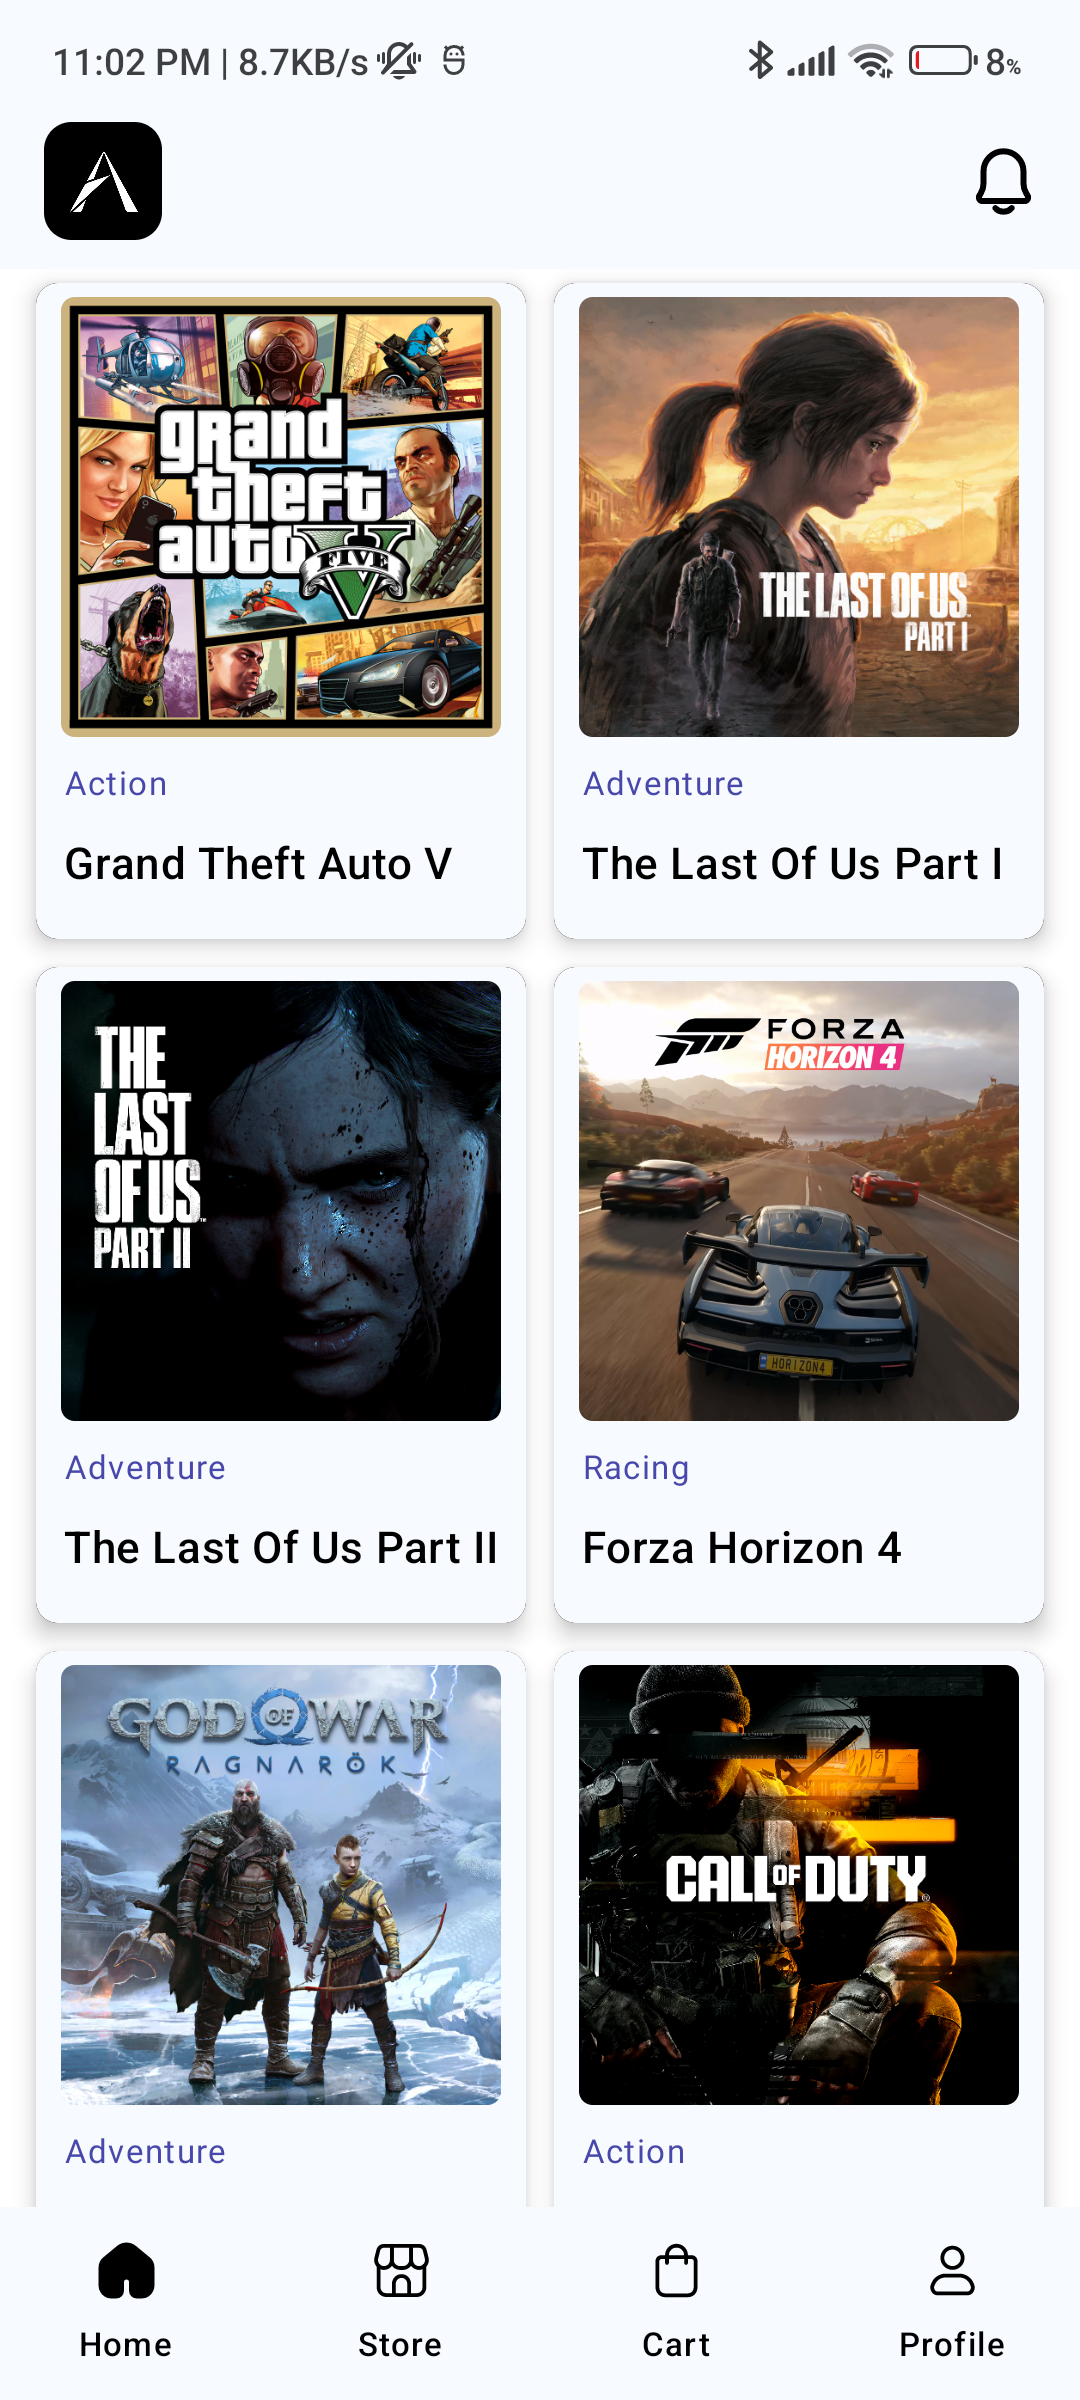 11:02 PM | 8.7KB/s
8%
grand
theft
auto
FIVE
THE LAST OF US
PART I
Action
Adventure
Grand Theft Auto V
The Last Of Us Part I
THE
LAST
OF US
PART II
FORZA
HORIZON 4
HORIZON4
Adventure
Racing
The Last Of Us Part II
Forza Horizon 4
GOD OF WAR
RAGNARÖK
CALL OF DUTY®
Adventure
Action
Home
Store
Cart
Profile